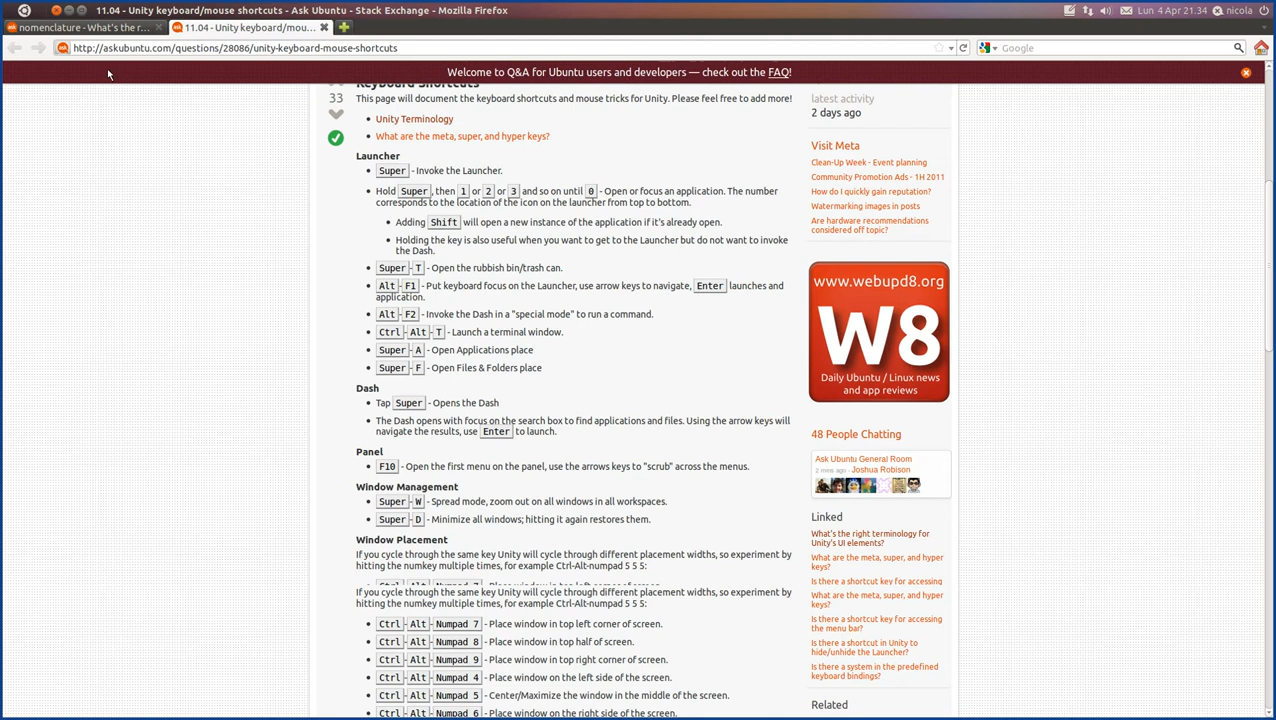 11.04 - Unity keyboard/mouse shortcuts - Ask Ubuntu - Stack Exchange - Mozilla Firefox
Lun 4 Apr 21.34 nicola
nomenclature - What's the r...
11.04 - Unity keyboard/mou...
http://askubuntu.com/questions/28086/unity-keyboard-mouse-shortcuts
Google
Welcome to Q&A for Ubuntu users and developers — check out the FAQ!
Keyboard Shortcuts
33
This page will document the keyboard shortcuts and mouse tricks for Unity. Please feel free to add more!
Unity Terminology
What are the meta, super, and hyper keys?
Launcher
Super - Invoke the Launcher.
Hold Super, then 1 or 2 or 3 and so on until 0 - Open or focus an application. The number
corresponds to the location of the icon on the launcher from top to bottom.
Adding Shift will open a new instance of the application if it's already open.
Holding the key is also useful when you want to get to the Launcher but do not want to invoke
the Dash.
Super-T - Open the rubbish bin/trash can.
Alt-F1 - Put keyboard focus on the Launcher, use arrow keys to navigate, Enter launches and
application.
Alt-F2 - Invoke the Dash in a "special mode" to run a command.
Ctrl-Alt-T - Launch a terminal window.
Super-A - Open Applications place
Super-F - Open Files & Folders place
Dash
Tap Super - Opens the Dash
The Dash opens with focus on the search box to find applications and files. Using the arrow keys will
navigate the results, use Enter to launch.
Panel
F10 - Open the first menu on the panel, use the arrows keys to "scrub" across the menus.
Window Management
Super-W - Spread mode, zoom out on all windows in all workspaces.
Super-D - Minimize all windows; hitting it again restores them.
Window Placement
If you cycle through the same key Unity will cycle through different placement widths, so experiment by
hitting the numkey multiple times, for example Ctrl-Alt-numpad 5 5 5:
Ctrl-Alt-Numpad 7 - Place window in top left corner of screen.
If you cycle through the same key Unity will cycle through different placement widths, so experiment by
hitting the numkey multiple times, for example Ctrl-Alt-numpad 5 5 5:
Ctrl-Alt-Numpad 7 - Place window in top left corner of screen.
Ctrl-Alt-Numpad 8 - Place window in top half of screen.
Ctrl-Alt-Numpad 9 - Place window in top right corner of screen.
Ctrl-Alt-Numpad 4 - Place window on the left side of the screen.
Ctrl-Alt-Numpad 5 - Center/Maximize the window in the middle of the screen.
Ctrl-Alt-Numpad 6 - Place window on the right side of the screen.
latest activity
2 days ago
Visit Meta
Clean-Up Week - Event planning
Community Promotion Ads - 1H 2011
How do I quickly gain reputation?
Watermarking images in posts
Are hardware recommendations
considered off topic?
www.webupd8.org
W8
Daily Ubuntu / Linux news
and app reviews
48 People Chatting
Ask Ubuntu General Room
2 mins ago - Joshua Robison
Linked
What's the right terminology for
Unity's UI elements?
What are the meta, super, and hyper
keys?
Is there a shortcut key for accessing
What are the meta, super, and hyper
keys?
Is there a shortcut key for accessing
the menu bar?
Is there a shortcut in Unity to
hide/unhide the Launcher?
Is there a system in the predefined
keyboard bindings?
Related